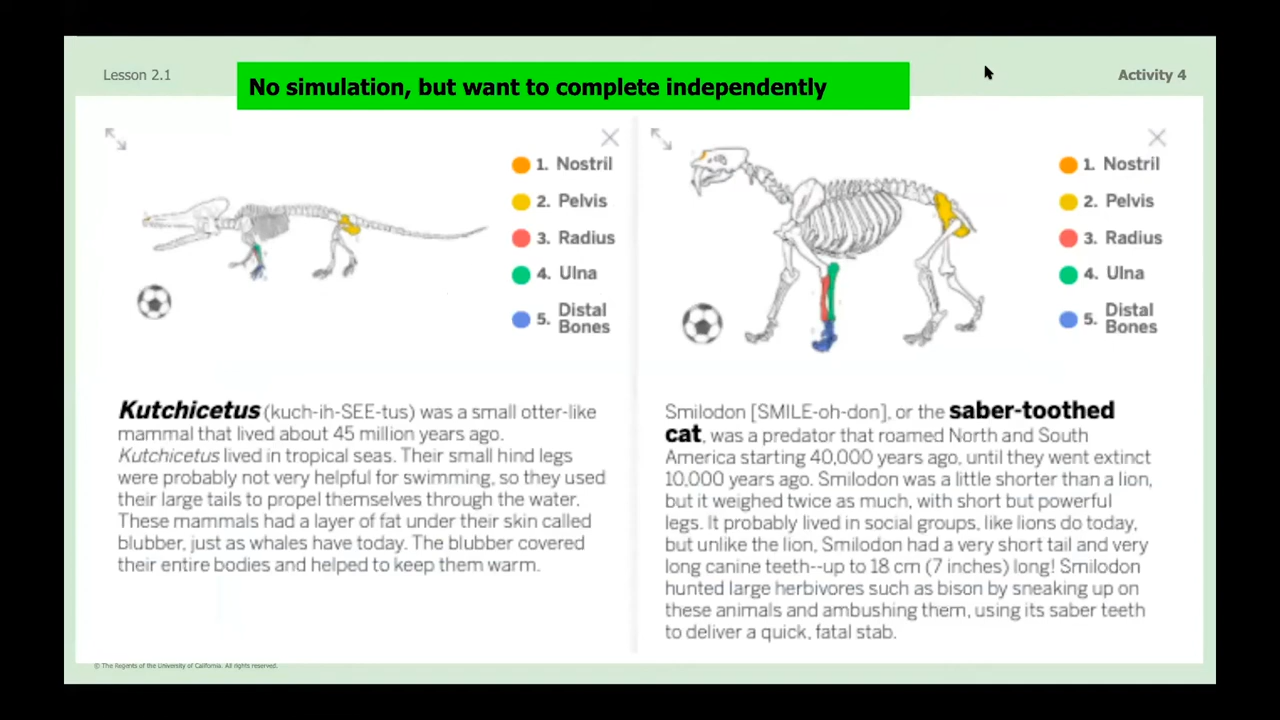 Lesson 2.1
No simulation, but want to complete independently
Activity 4
1. Nostril
2. Pelvis
3. Radius
4. Ulna
5. Distal
Bones
Kutchicetus (kuch-ih-SEE-tus) was a small otter-like
mammal that lived about 45 million years ago.
Kutchicetus lived in tropical seas. Their small hind legs
were probably not very helpful for swimming, so they used
their large tails to propel themselves through the water.
These mammals had a layer of fat under their skin called
blubber, just as whales have today. The blubber covered
their entire bodies and helped to keep them warm.
1. Nostril
2. Pelvis
3. Radius
4. Ulna
5. Distal
Bones
Smilodon [SMILE-oh-don], or the saber-toothed
cat, was a predator that roamed North and South
America starting 40,000 years ago, until they went extinct
10,000 years ago. Smilodon was a little shorter than a lion,
but it weighed twice as much, with short but powerful
legs. It probably lived in social groups, like lions do today,
but unlike the lion, Smilodon had a very short tail and very
long canine teeth--up to 18 cm (7 inches) long! Smilodon
hunted large herbivores such as bison by sneaking up on
these animals and ambushing them, using its saber teeth
to deliver a quick, fatal stab.
© The Regents of the University of California. All rights reserved.